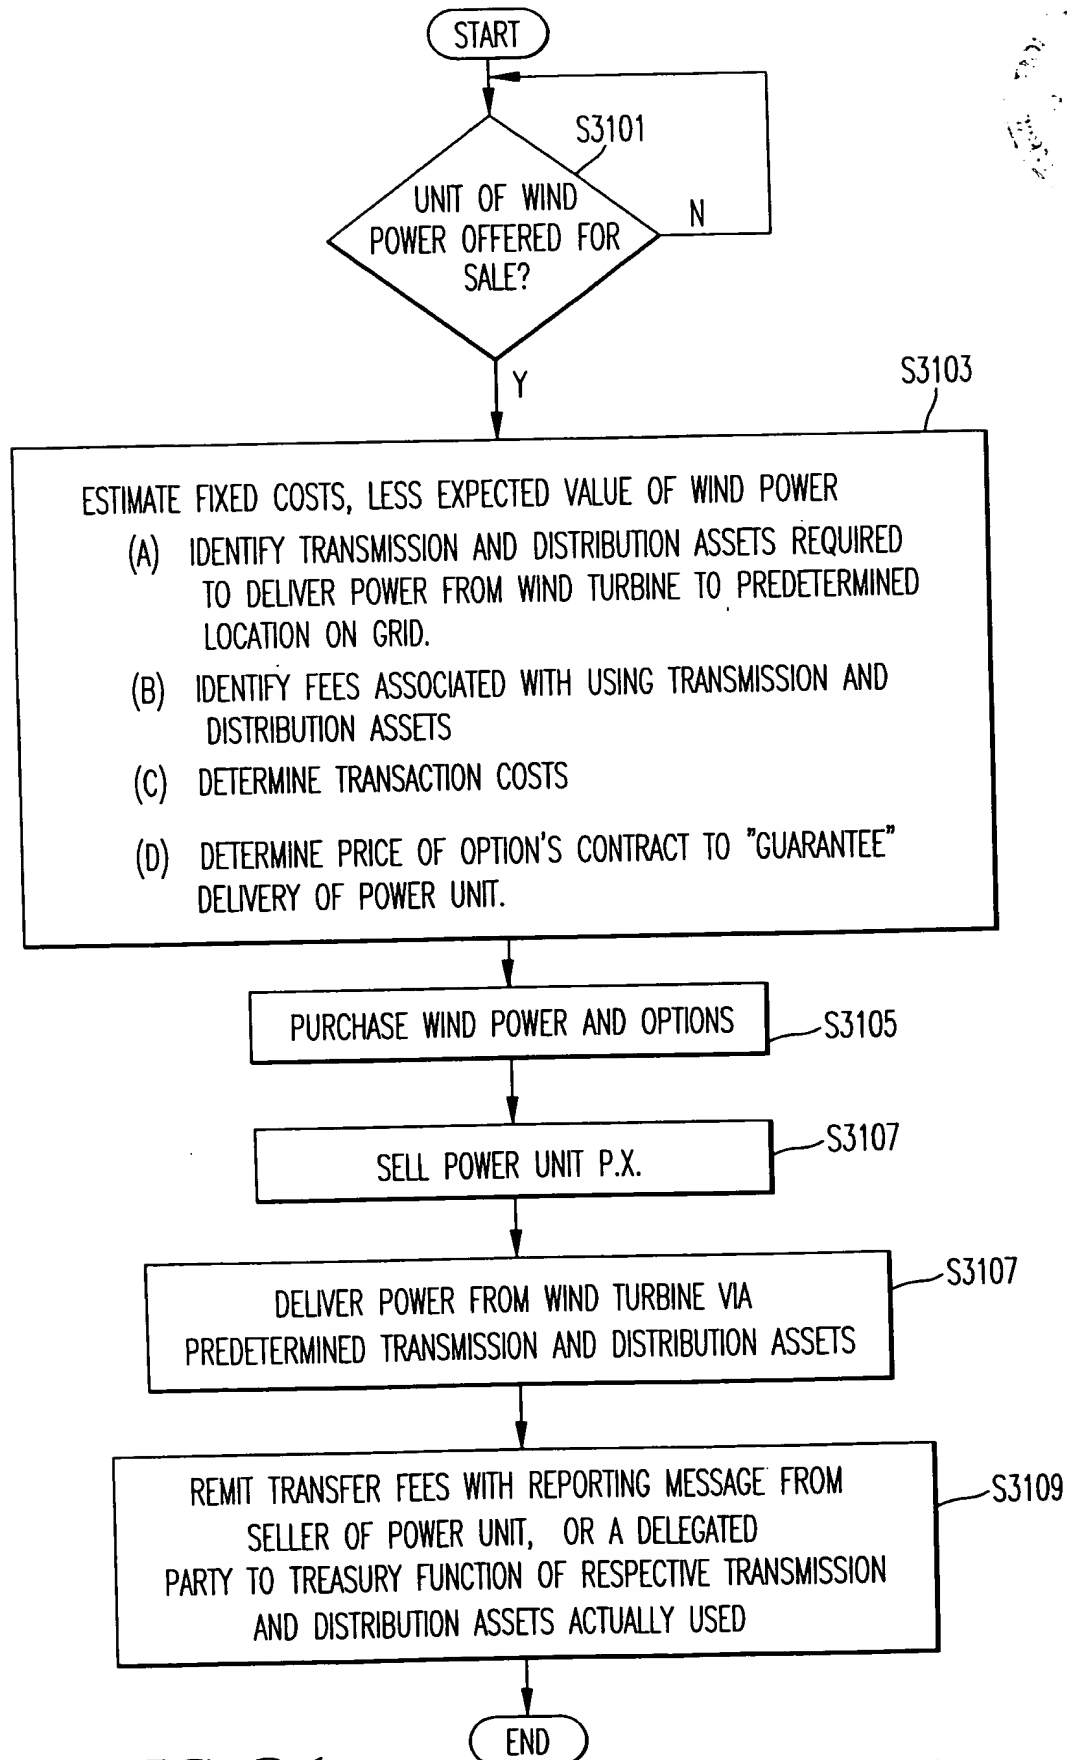 START
S3101
UNIT OF WIND
POWER OFFERED FOR
SALE?
N
Y
S3103
ESTIMATE FIXED COSTS, LESS EXPECTED VALUE OF WIND POWER
(A) IDENTIFY TRANSMISSION AND DISTRIBUTION ASSETS REQUIRED
TO DELIVER POWER FROM WIND TURBINE TO PREDETERMINED
LOCATION ON GRID.
(B) IDENTIFY FEES ASSOCIATED WITH USING TRANSMISSION AND
DISTRIBUTION ASSETS
(C) DETERMINE TRANSACTION COSTS
(D) DETERMINE PRICE OF OPTION'S CONTRACT TO "GUARANTEE"
DELIVERY OF POWER UNIT.
PURCHASE WIND POWER AND OPTIONS
S3105
SELL POWER UNIT P.X.
S3107
DELIVER POWER FROM WIND TURBINE VIA
PREDETERMINED TRANSMISSION AND DISTRIBUTION ASSETS
S3107
REMIT TRANSFER FEES WITH REPORTING MESSAGE FROM
SELLER OF POWER UNIT, OR A DELEGATED
PARTY TO TREASURY FUNCTION OF RESPECTIVE TRANSMISSION
AND DISTRIBUTION ASSETS ACTUALLY USED
S3109
END